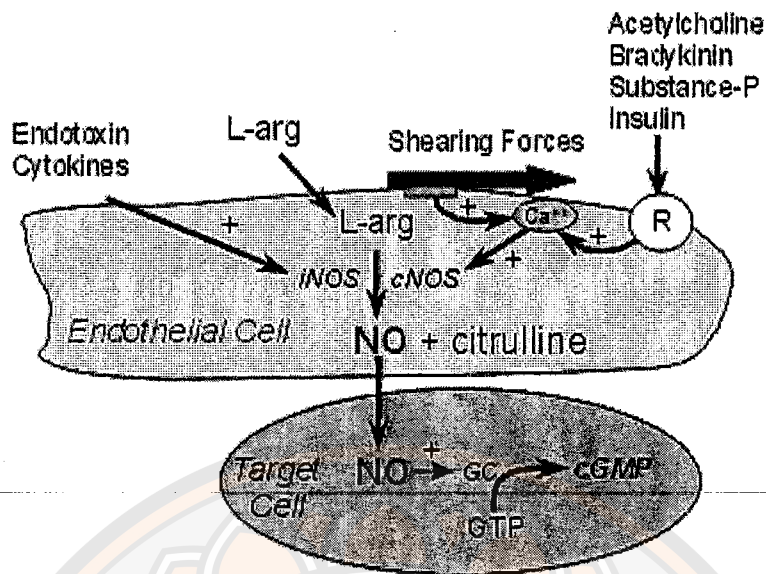 Acetylcholine
Bradykinin
Substance-P
Insulin
Endotoxin
Cytokines
L-arg
Shearing Forces
+
L-arg
+
Ca++
+
R
iNOS
cNOS
+
Endothelial Cell
NO + citrulline
Target
Cell
NO
+
GC
cGMP
GTP